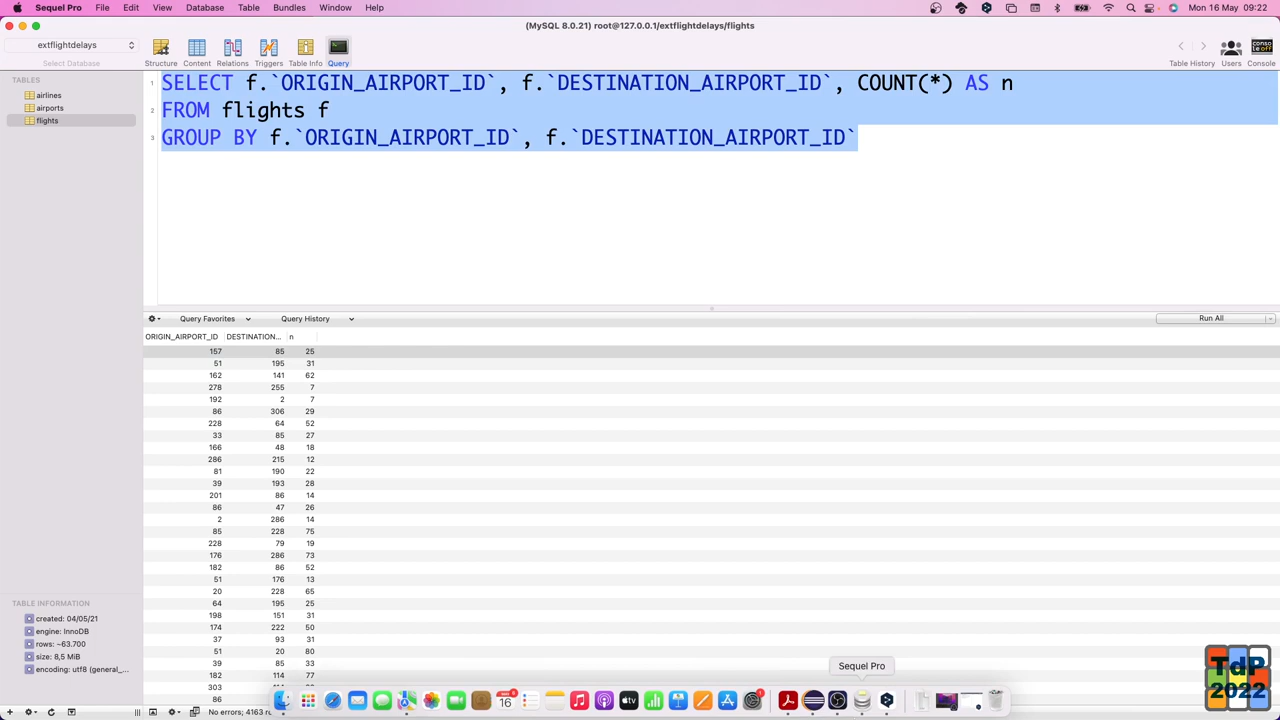 Sequel Pro File Edit View Database Table Bundles Window Help Mon 16 May 09:22
(MySQL 8.0.21) root@127.0.0.1/extflightdelays/flights
extflightdelays
Select Database
Structure Content Relations Triggers Table Info Query Table History Users Console
console off
TABLES
airlines
airports
flights
1 SELECT f.`ORIGIN_AIRPORT_ID`, f.`DESTINATION_AIRPORT_ID`, COUNT(*) AS n
2 FROM flights f
3 GROUP BY f.`ORIGIN_AIRPORT_ID`, f.`DESTINATION_AIRPORT_ID`
Query Favorites Query History Run All
ORIGIN_AIRPORT_ID DESTINATION... n
157 85 25
51 195 31
162 141 62
278 255 7
192 2 7
86 306 29
228 64 52
33 85 27
166 48 18
286 215 12
81 190 22
39 193 28
201 86 14
86 47 26
2 286 14
85 228 75
228 79 19
176 286 73
182 86 52
51 176 13
20 228 65
64 195 25
198 151 31
174 222 50
37 93 31
51 20 80
39 85 33
182 114 77
303
86
TABLE INFORMATION
created: 04/05/21
engine: InnoDB
rows: ~63.700
size: 8,5 MiB
encoding: utf8 (general_...
Sequel Pro
TdP
2022
No errors; 4163 r